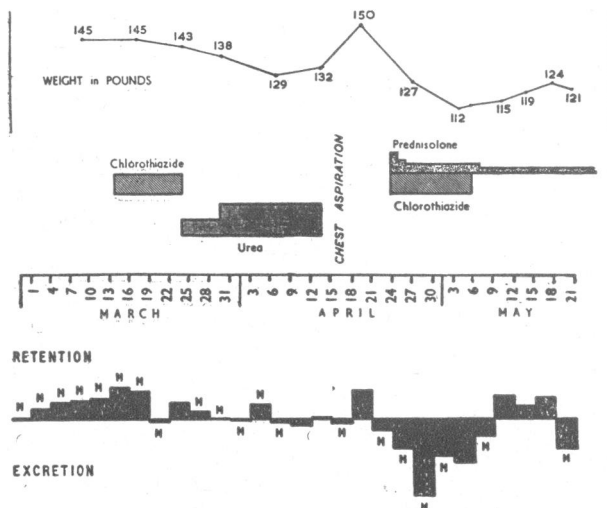 145 145 143 138 129 132 150 127 112 115 119 124 121
WEIGHT in POUNDS
Chlorothiazide
Urea
CHEST ASPIRATION
Prednisolone
Chlorothiazide
1 4 7 10 13 16 19 22 25 28 31 3 6 9 12 15 18 21 24 27 30 3 6 9 12 15 18 21
MARCH APRIL MAY
RETENTION
M M M M M M M M M M M M M M M M M M M M M
EXCRETION